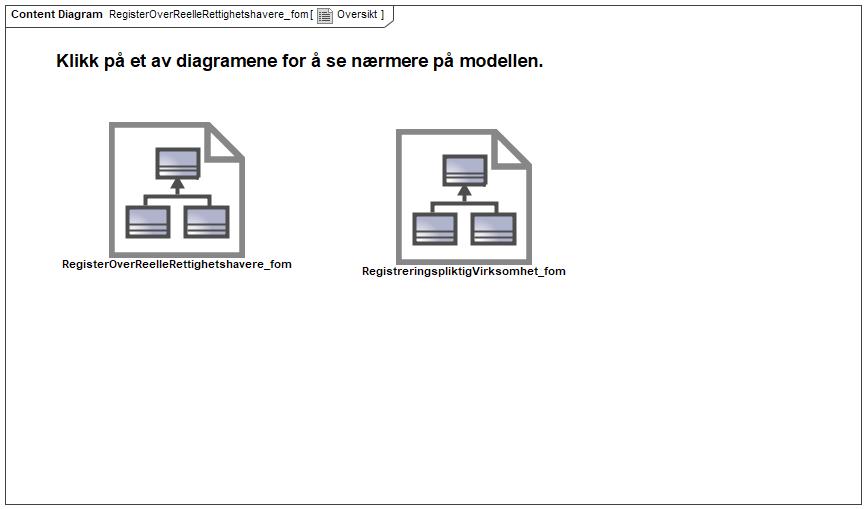 Content Diagram RegisterOverReelleRettighetshavere_fom[ Oversikt ]
Klikk på et av diagramene for å se nærmere på modellen.
RegisterOverReelleRettighetshavere_fom
RegistreringspliktigVirksomhet_fom